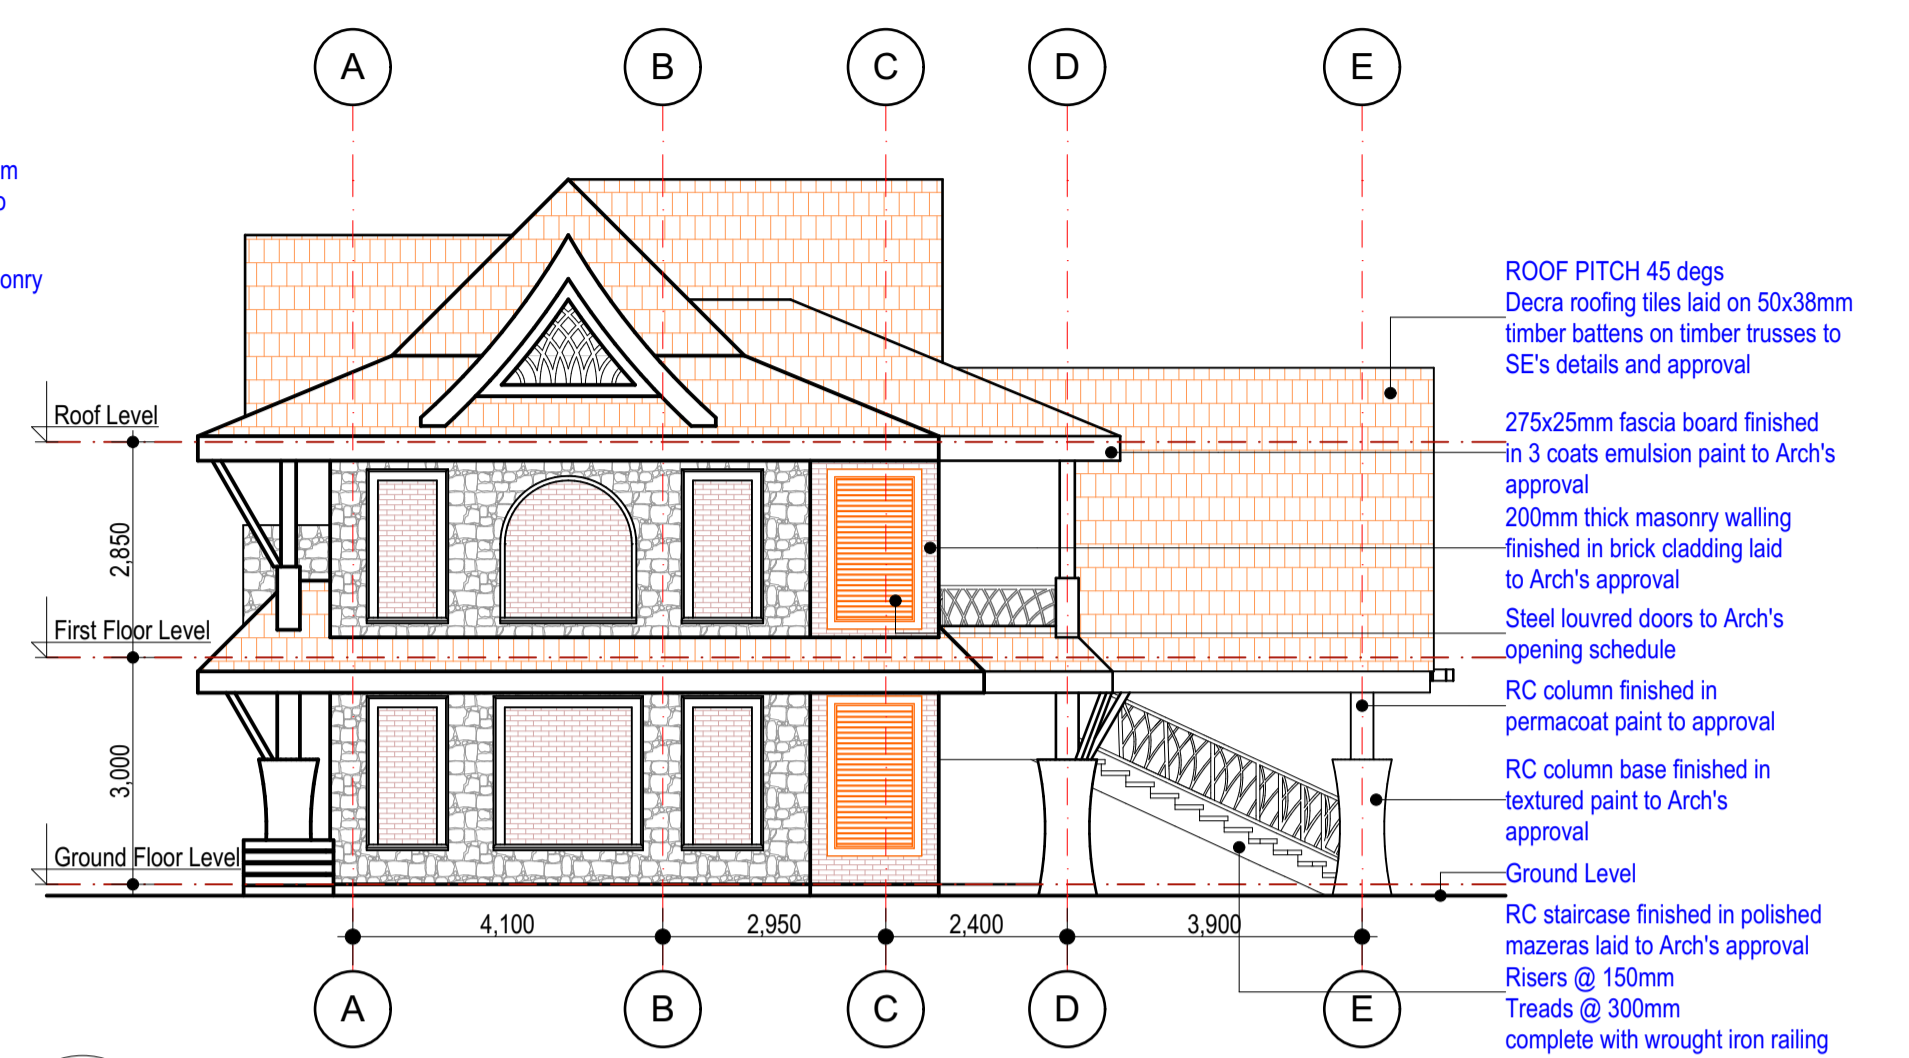 A
B
C
D
E
m
o
onry
ROOF PITCH 45 degs
Decra roofing tiles laid on 50x38mm
timber battens on timber trusses to
SE's details and approval
Roof Level
275x25mm fascia board finished
in 3 coats emulsion paint to Arch's
approval
200mm thick masonry walling
finished in brick cladding laid
to Arch's approval
2,850
First Floor Level
Steel louvred doors to Arch's
opening schedule
RC column finished in
permacoat paint to approval
3,000
RC column base finished in
textured paint to Arch's
approval
Ground Floor Level
Ground Level
4,100
2,950
2,400
3,900
RC staircase finished in polished
mazeras laid to Arch's approval
Risers @ 150mm
Treads @ 300mm
complete with wrought iron railing
A
B
C
D
E